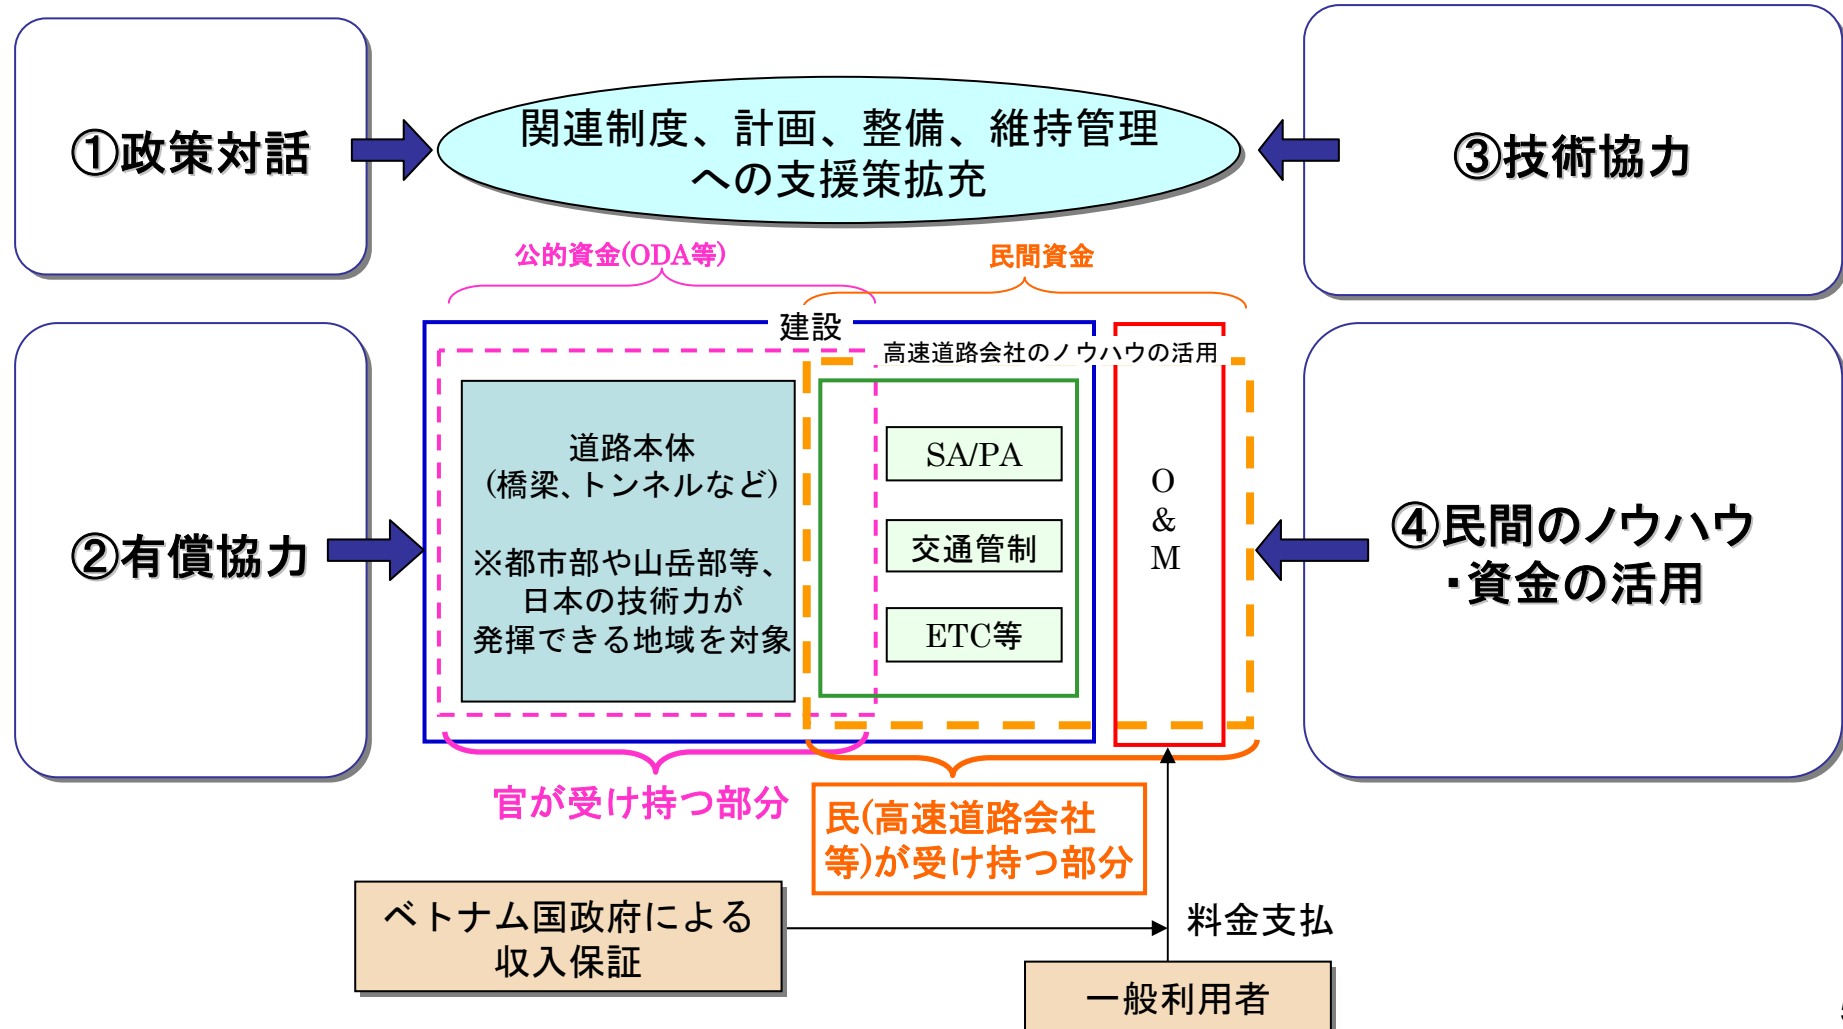 ①政策対話
関連制度、計画、整備、維持管理
への支援策拡充
③技術協力
公的資金(ODA等)
民間資金
建設
高速道路会社のノウハウの活用
②有償協力
道路本体
(橋梁、トンネルなど)
※都市部や山岳部等、
日本の技術力が
発揮できる地域を対象
SA/PA
交通管制
ETC等
O
&
M
④民間のノウハウ
・資金の活用
官が受け持つ部分
民(高速道路会社
等)が受け持つ部分
ベトナム国政府による
収入保証
料金支払
一般利用者